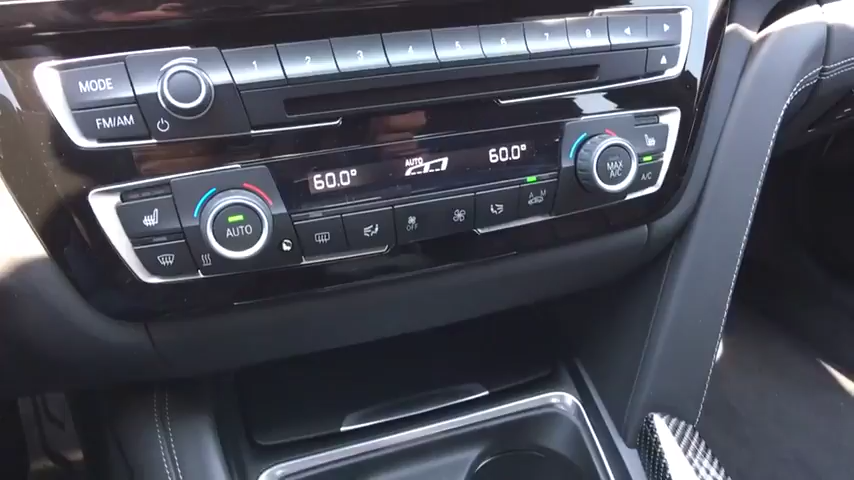 MODE 1 2 3 4 5 6 7 8
FM/AM
60.0° AUTO 60.0°
MAX A/C
A/C
AUTO
OFF
A M